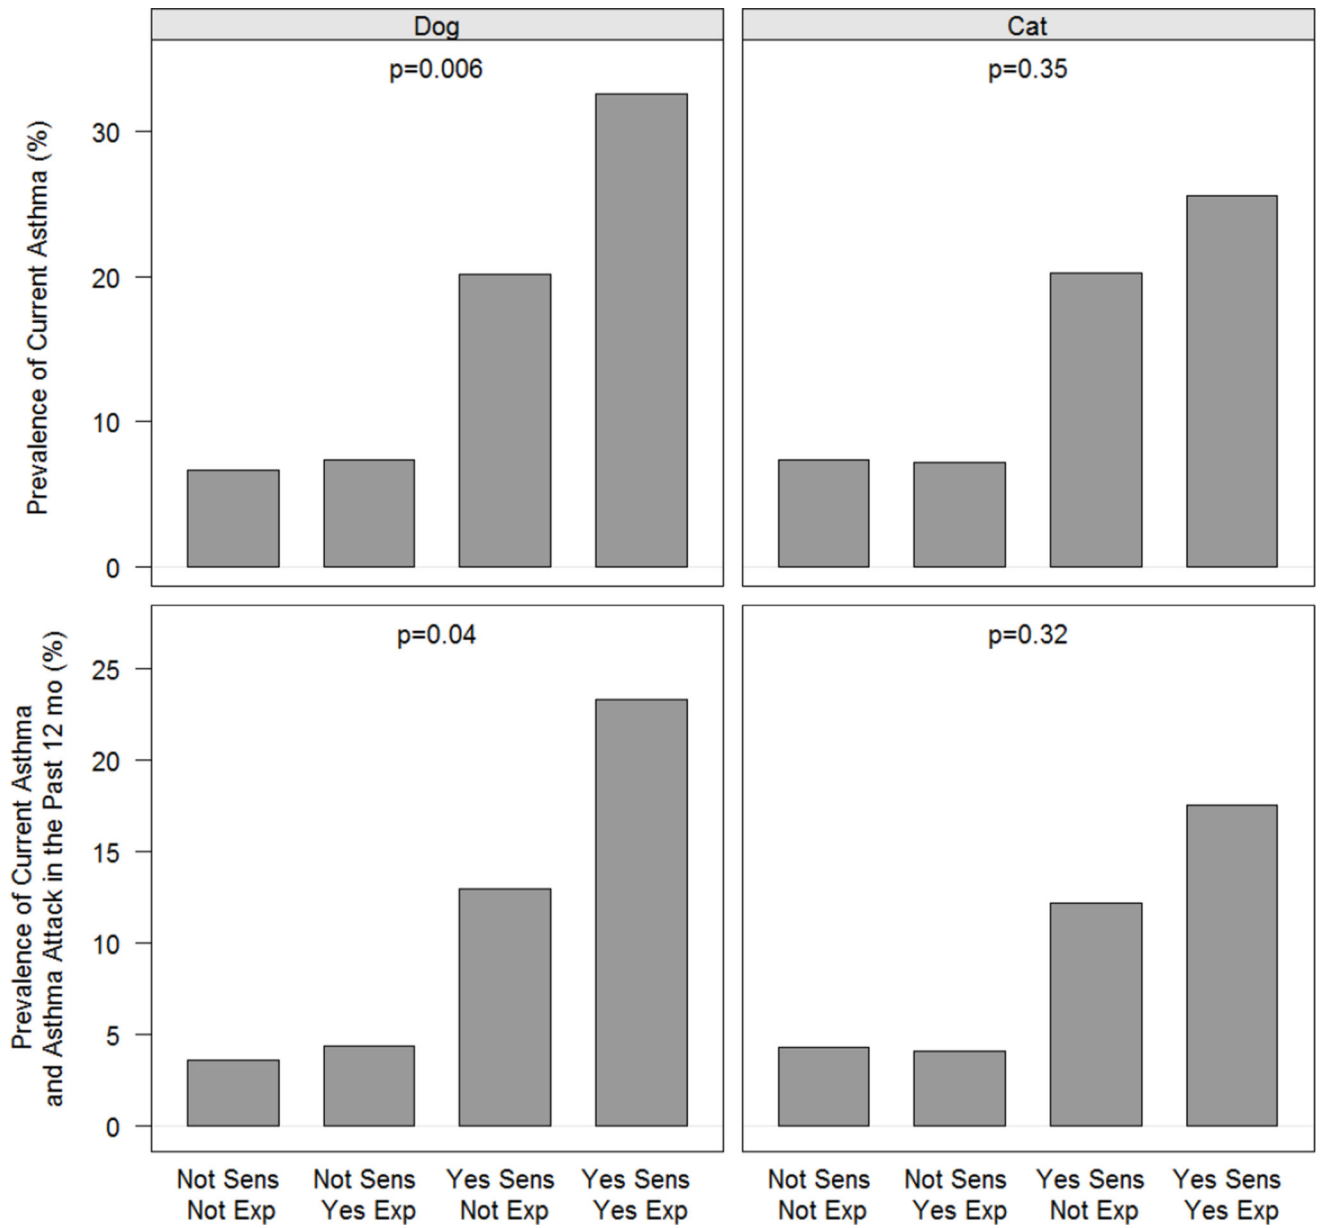 Dog
Cat
p=0.006
p=0.35
Prevalence of Current Asthma (%)
30
20
10
0
p=0.04
p=0.32
Prevalence of Current Asthma
and Asthma Attack in the Past 12 mo (%)
25
20
15
10
5
0
Not Sens Not Sens Yes Sens Yes Sens
Not Exp Yes Exp Not Exp Yes Exp
Not Sens Not Sens Yes Sens Yes Sens
Not Exp Yes Exp Not Exp Yes Exp